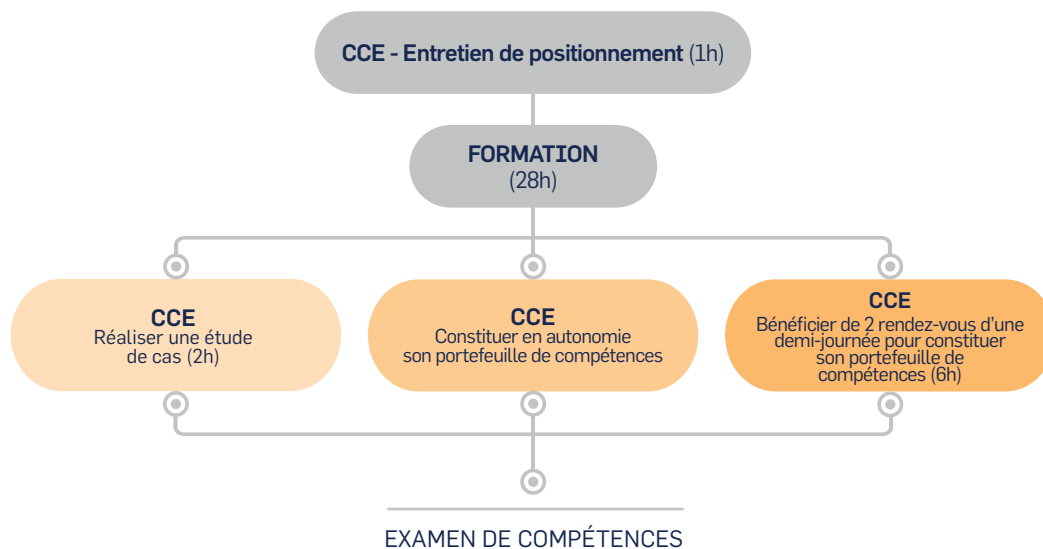 CCE - Entretien de positionnement (1h)
FORMATION
(28h)
CCE
Réaliser une étude
de cas (2h)
CCE
Constituer en autonomie
son portefeuille de compétences
CCE
Bénéficier de 2 rendez-vous d'une
demi-journée pour constituer
son portefeuille de
compétences (6h)
EXAMEN DE COMPÉTENCES